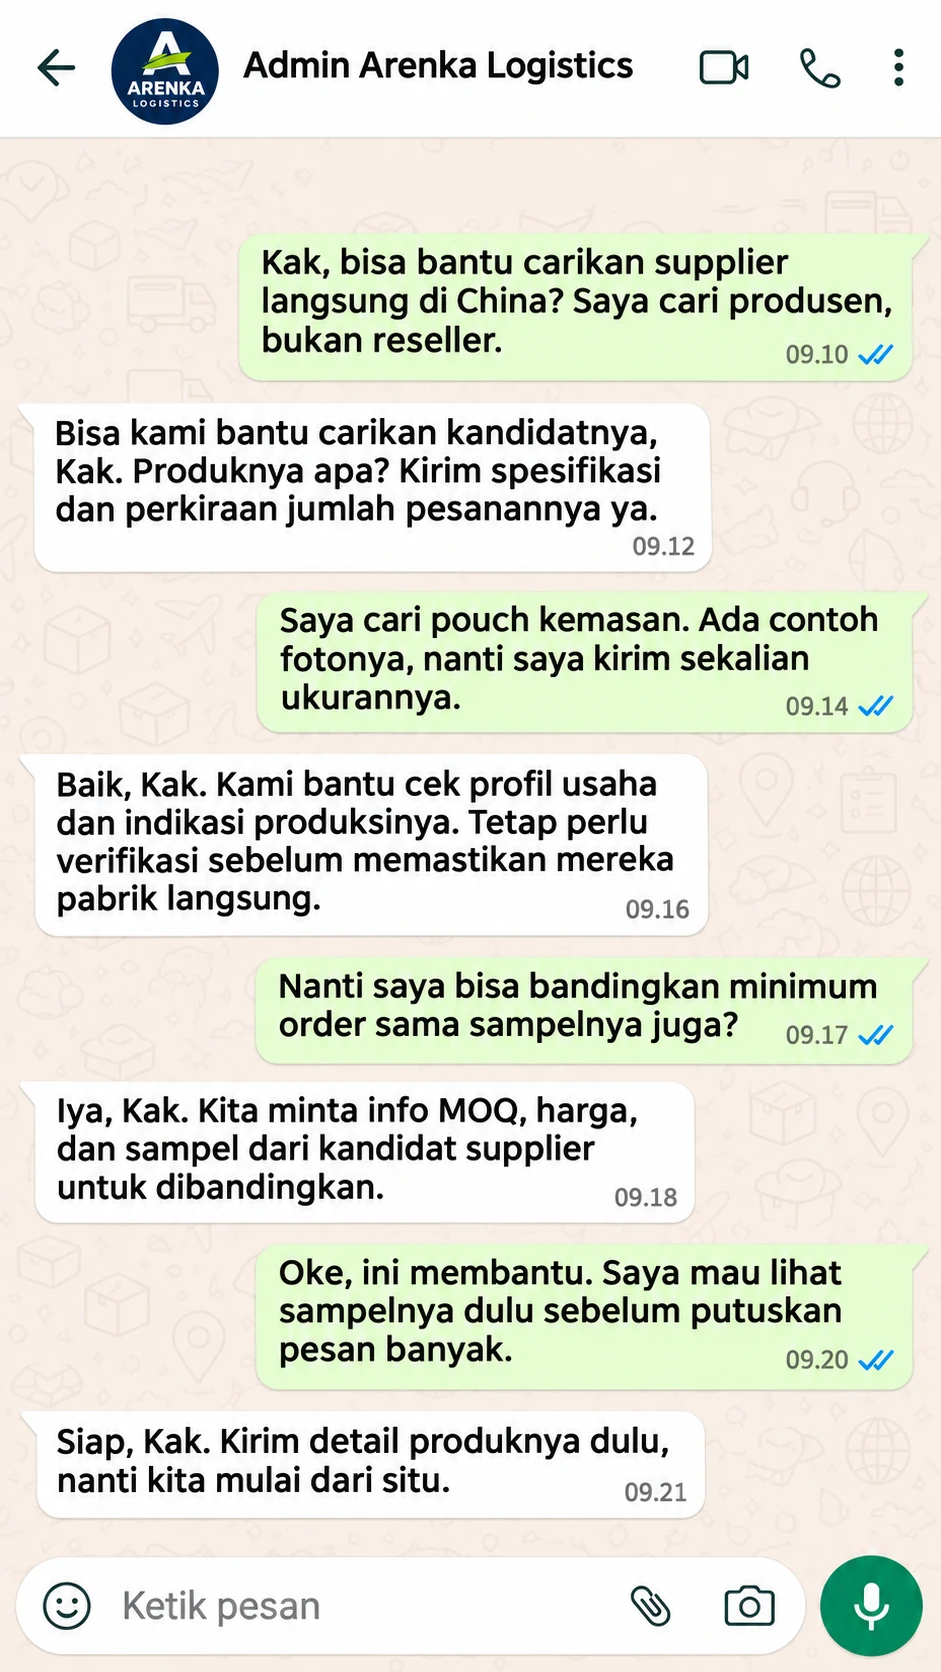 Admin Arenka Logistics
A
ARENKA
LOGISTICS
Kak, bisa bantu carikan supplier
langsung di China? Saya cari produsen,
bukan reseller.
09.10
Bisa kami bantu carikan kandidatnya,
Kak. Produknya apa? Kirim spesifikasi
dan perkiraan jumlah pesanannya ya.
09.12
Saya cari pouch kemasan. Ada contoh
fotonya, nanti saya kirim sekalian
ukurannya.
09.14
Baik, Kak. Kami bantu cek profil usaha
dan indikasi produksinya. Tetap perlu
verifikasi sebelum memastikan mereka
pabrik langsung.
09.16
Nanti saya bisa bandingkan minimum
order sama sampelnya juga?
09.17
Iya, Kak. Kita minta info MOQ, harga,
dan sampel dari kandidat supplier
untuk dibandingkan.
09.18
Oke, ini membantu. Saya mau lihat
sampelnya dulu sebelum putuskan
pesan banyak.
09.20
Siap, Kak. Kirim detail produknya dulu,
nanti kita mulai dari situ.
09.21
Ketik pesan